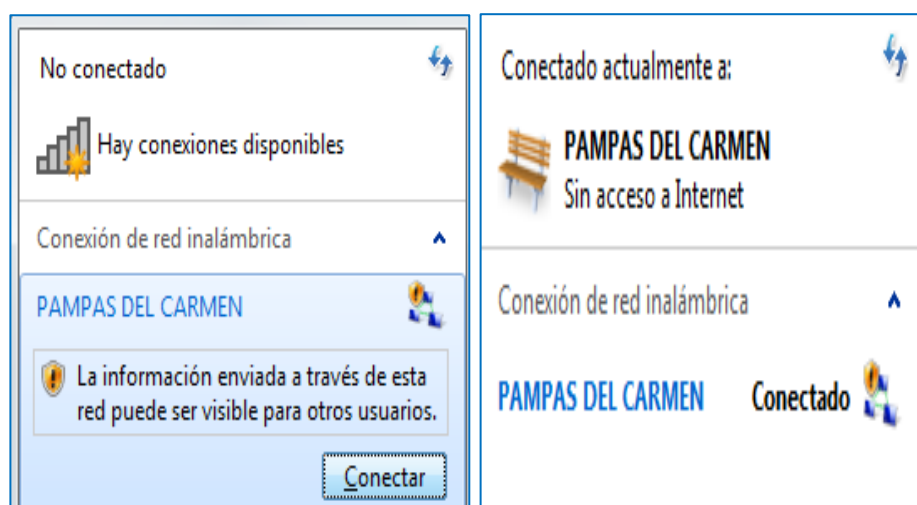 No conectado
Hay conexiones disponibles
Conexión de red inalámbrica
PAMPAS DEL CARMEN
La información enviada a través de esta
red puede ser visible para otros usuarios.
Conectar
Conectado actualmente a:
PAMPAS DEL CARMEN
Sin acceso a Internet
Conexión de red inalámbrica
PAMPAS DEL CARMEN Conectado